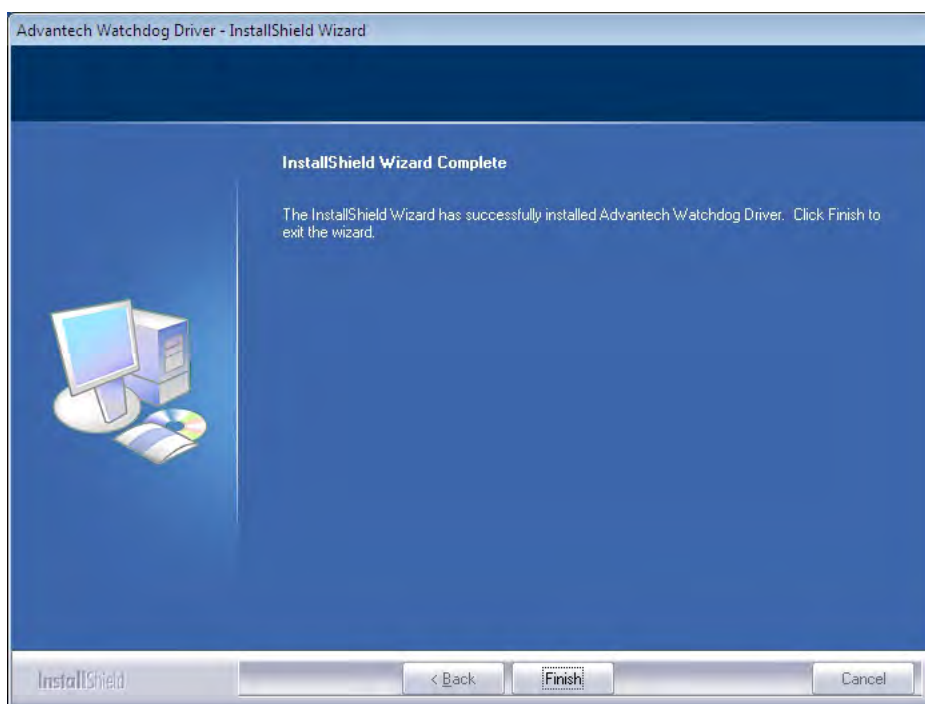 Advantech Watchdog Driver - InstallShield Wizard
InstallShield Wizard Complete
The InstallShield Wizard has successfully installed Advantech Watchdog Driver. Click Finish to
exit the wizard.
InstallShield
< Back
Finish
Cancel